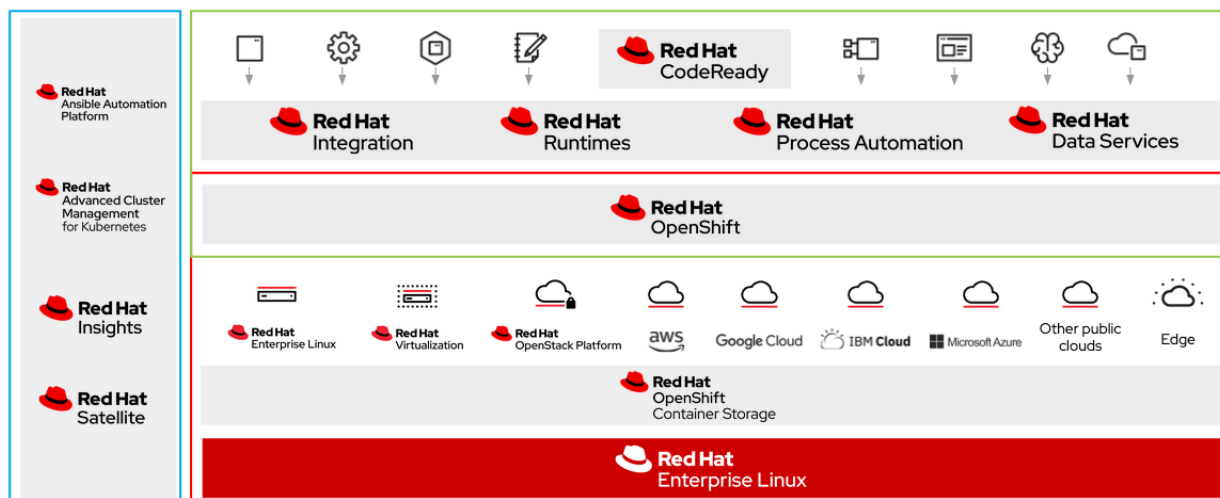 Red Hat
Ansible Automation
Platform
Red Hat
Advanced Cluster
Management
for Kubernetes
Red Hat
Insights
Red Hat
Satellite
Red Hat
CodeReady
Red Hat
Integration
Red Hat
Runtimes
Red Hat
Process Automation
Red Hat
Data Services
Red Hat
OpenShift
Red Hat
Enterprise Linux
Red Hat
Virtualization
Red Hat
OpenStack Platform
aws
Google Cloud
IBM Cloud
Microsoft Azure
Other public
clouds
Edge
Red Hat
OpenShift
Container Storage
Red Hat
Enterprise Linux